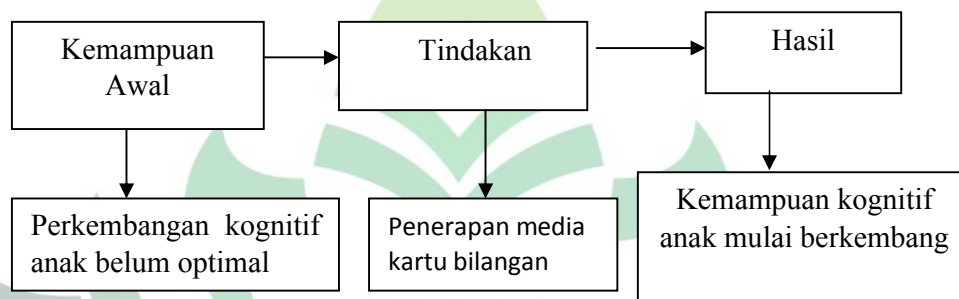 Kemampuan
Awal
Tindakan
Hasil
Perkembangan kognitif
anak belum optimal
Penerapan media
kartu bilangan
Kemampuan kognitif
anak mulai berkembang